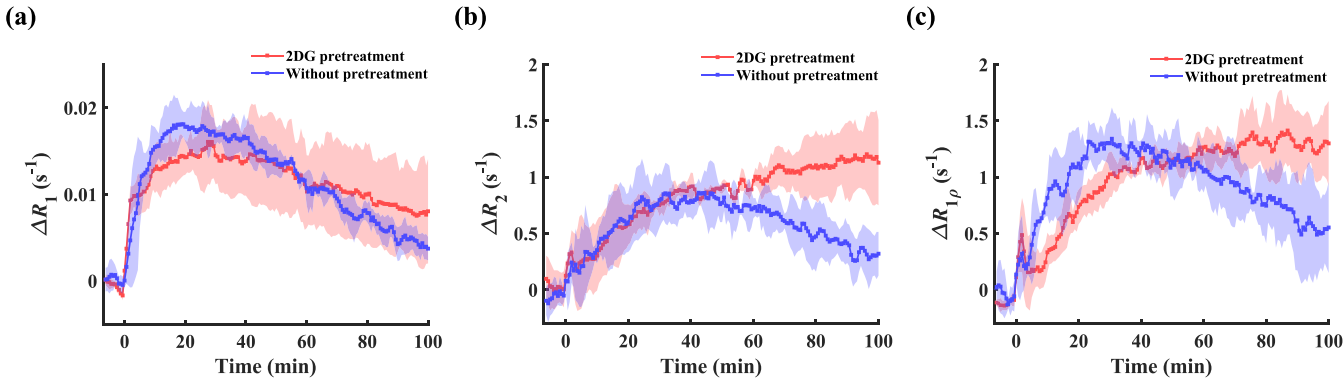 (a)
2DG pretreatment
Without pretreatment
0.02
0.01
0
ΔR₁ (s⁻¹)
0 20 40 60 80 100
Time (min)
(b)
2DG pretreatment
Without pretreatment
2
1.5
1
0.5
0
ΔR₂ (s⁻¹)
0 20 40 60 80 100
Time (min)
(c)
2DG pretreatment
Without pretreatment
2
1.5
1
0.5
0
ΔR₁ρ (s⁻¹)
0 20 40 60 80 100
Time (min)